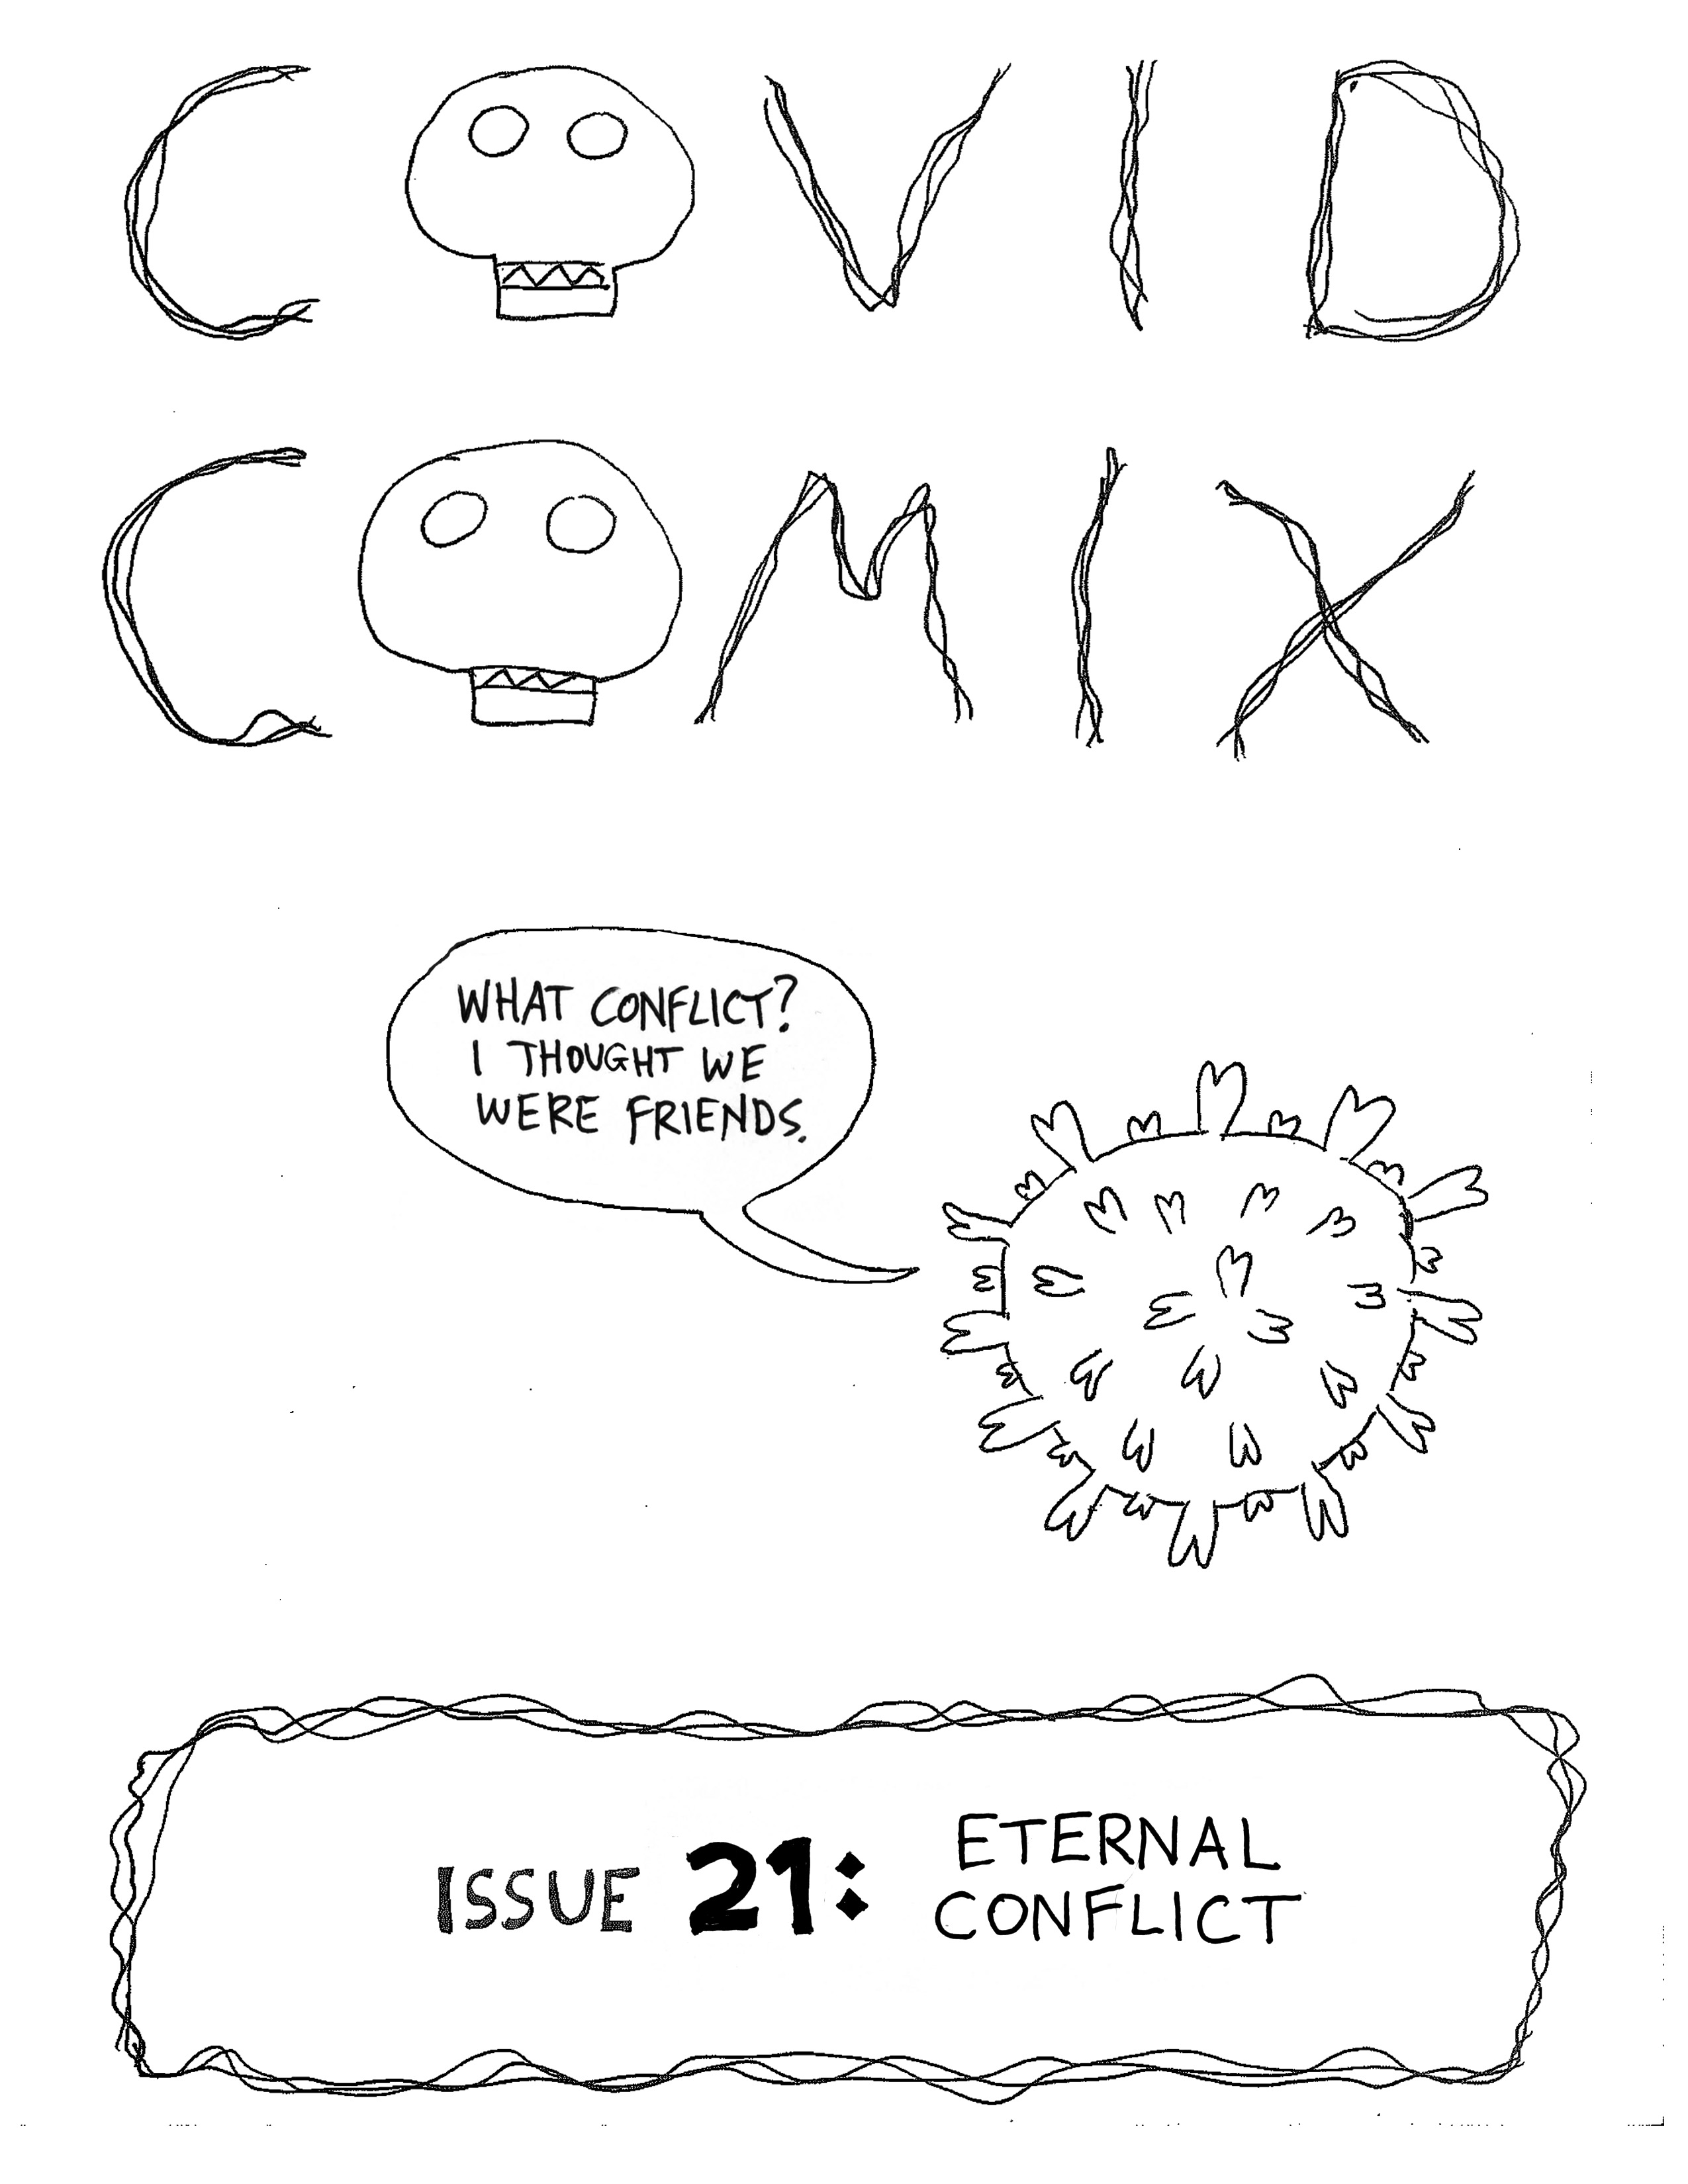 COVID
COMIX
WHAT CONFLICT?
I THOUGHT WE
WERE FRIENDS.
ISSUE 21: ETERNAL
CONFLICT